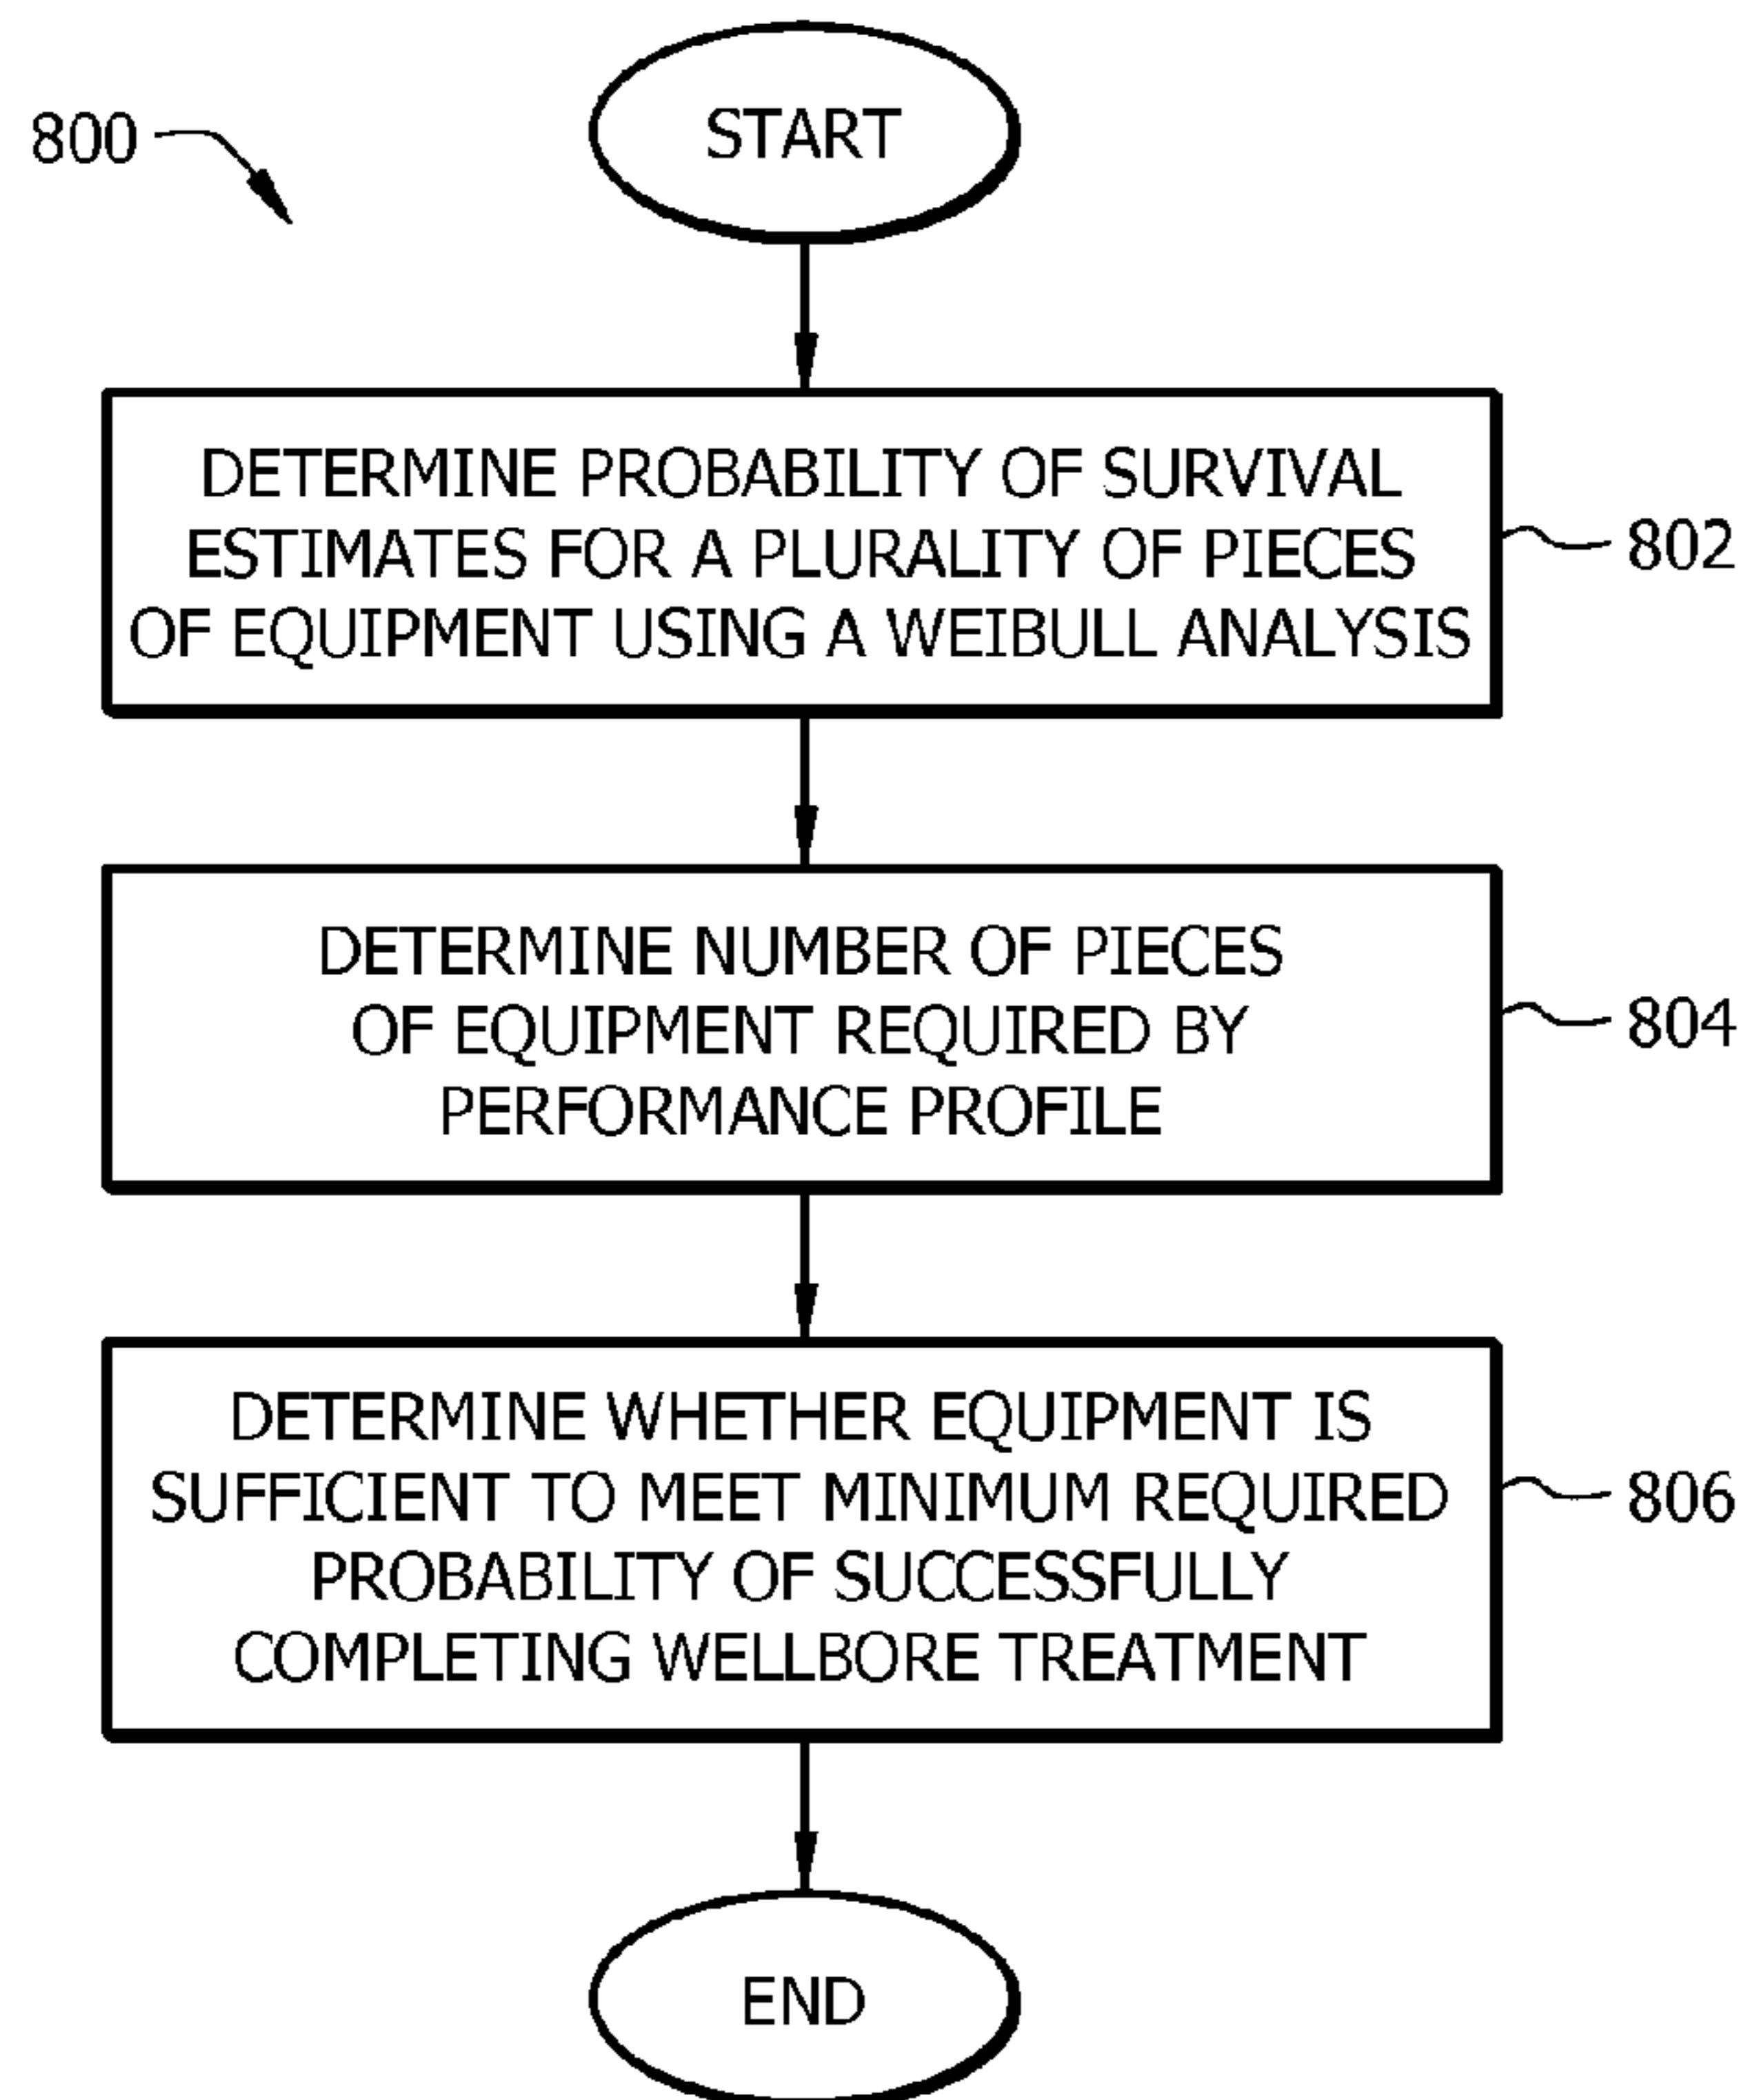 START
800
DETERMINE PROBABILITY OF SURVIVAL
ESTIMATES FOR A PLURALITY OF PIECES
OF EQUIPMENT USING A WEIBULL ANALYSIS
802
DETERMINE NUMBER OF PIECES
OF EQUIPMENT REQUIRED BY
PERFORMANCE PROFILE
804
DETERMINE WHETHER EQUIPMENT IS
SUFFICIENT TO MEET MINIMUM REQUIRED
PROBABILITY OF SUCCESSFULLY
COMPLETING WELLBORE TREATMENT
806
END